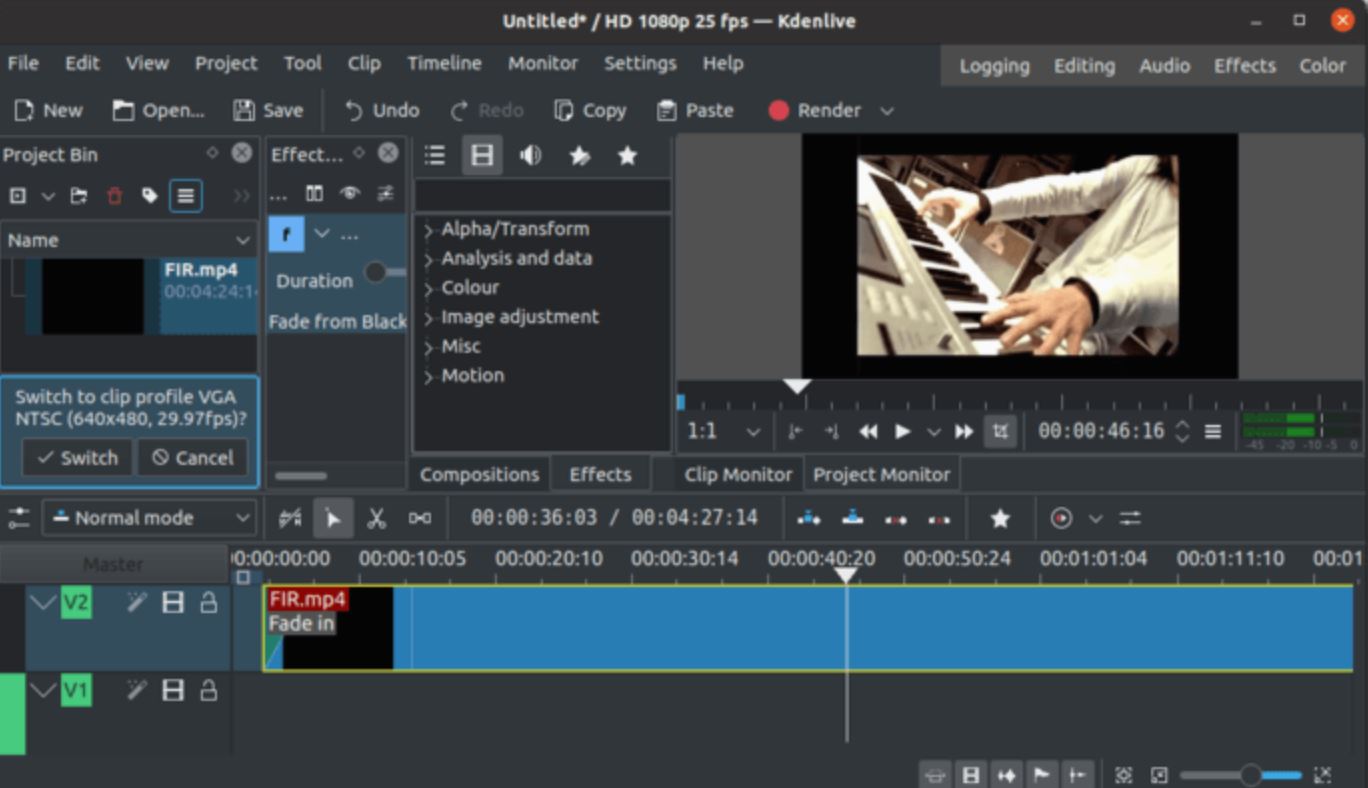 Untitled* / HD 1080p 25 fps — Kdenlive
File Edit View Project Tool Clip Timeline Monitor Settings Help
Logging Editing Audio Effects Color
New Open... Save Undo Redo Copy Paste Render
Project Bin
Effect...
Name
FIR.mp4
00:04:24:1
f ...
Duration
Fade from Black
Alpha/Transform
Analysis and data
Colour
Image adjustment
Misc
Motion
Switch to clip profile VGA
NTSC (640x480, 29.97fps)?
Switch Cancel
Compositions Effects
1:1 00:00:46:16
-45 -20 -10 -5 0
Clip Monitor Project Monitor
Normal mode 00:00:36:03 / 00:04:27:14
Master
00:00:00:00 00:00:10:05 00:00:20:10 00:00:30:14 00:00:40:20 00:00:50:24 00:01:01:04 00:01:11:10 00:01
V2
FIR.mp4
Fade in
V1